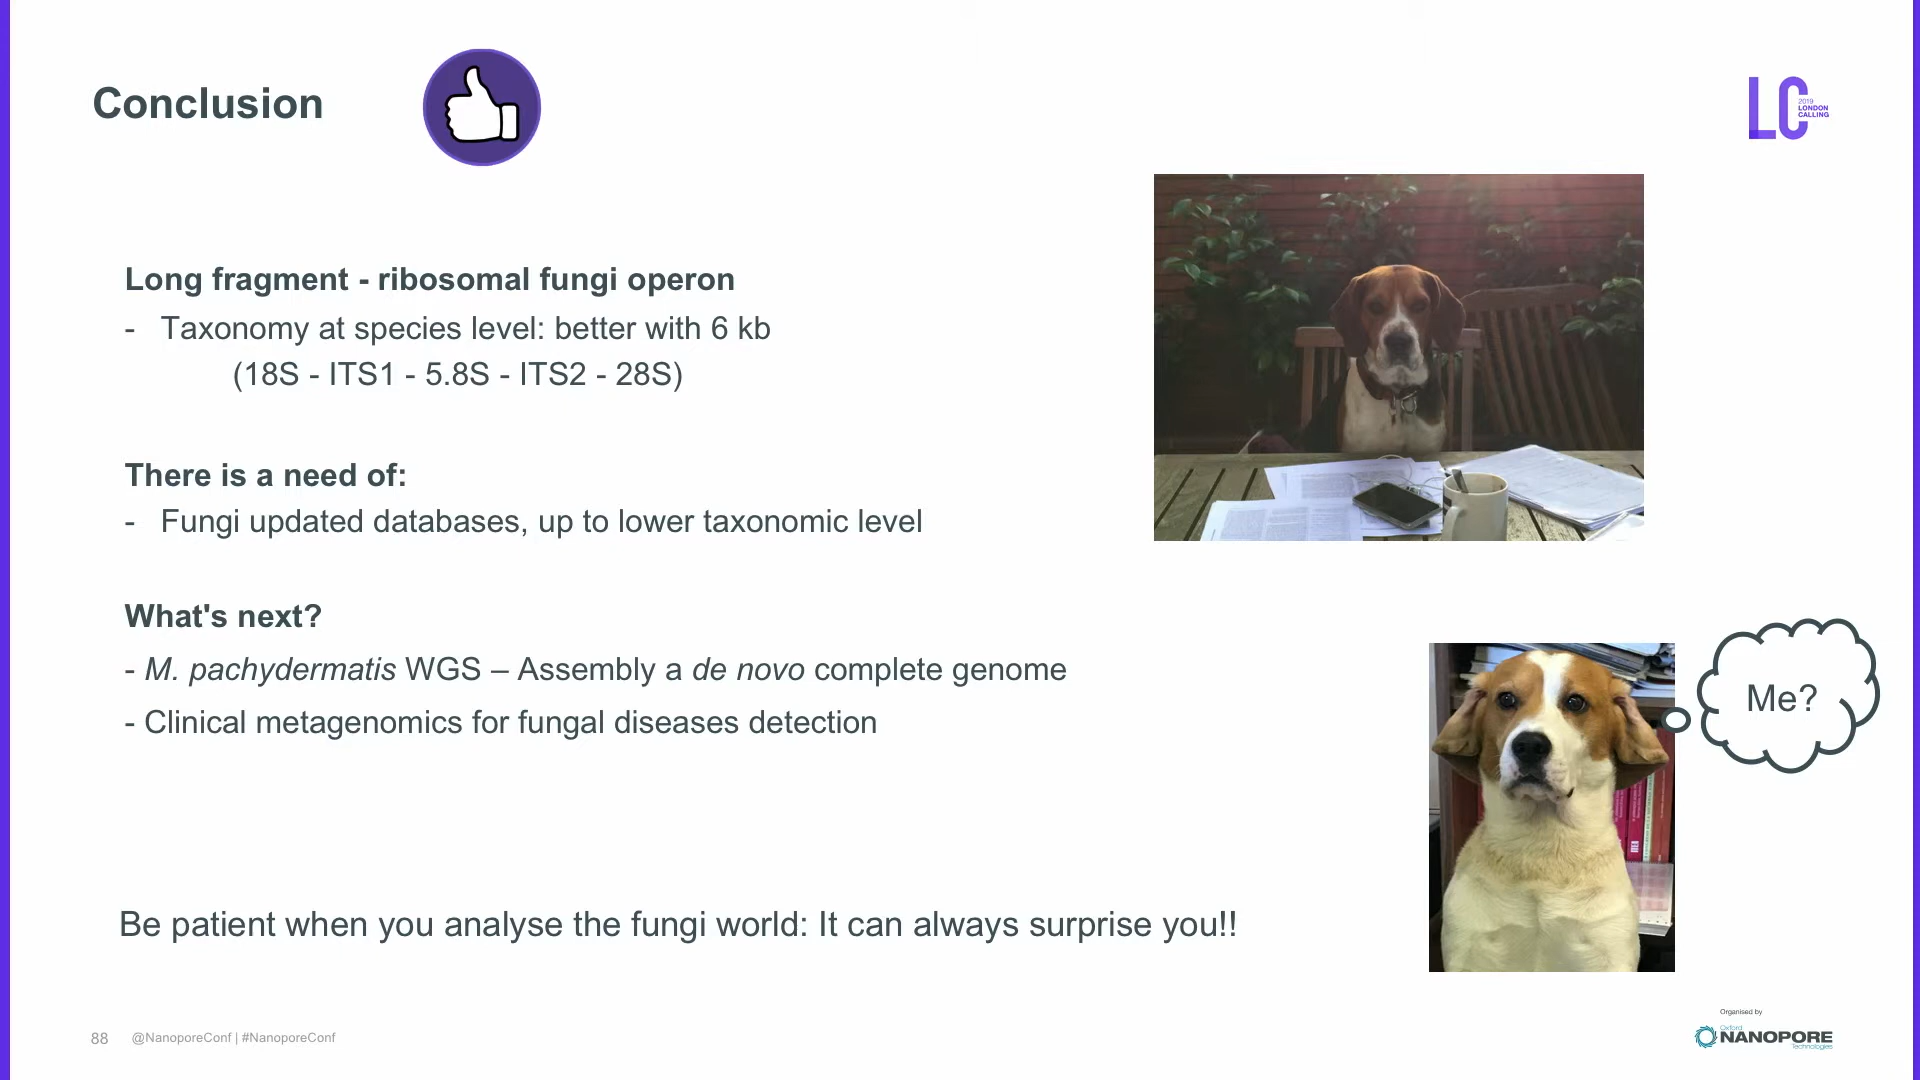 Conclusion
LC
2019
LONDON
CALLING
Long fragment - ribosomal fungi operon
- Taxonomy at species level: better with 6 kb
(18S - ITS1 - 5.8S - ITS2 - 28S)
There is a need of:
- Fungi updated databases, up to lower taxonomic level
What's next?
- M. pachydermatis WGS – Assembly a de novo complete genome
- Clinical metagenomics for fungal diseases detection
Me?
Be patient when you analyse the fungi world: It can always surprise you!!
88 @NanoporeConf | #NanoporeConf
Organised by
Oxford
NANOPORE
Technologies